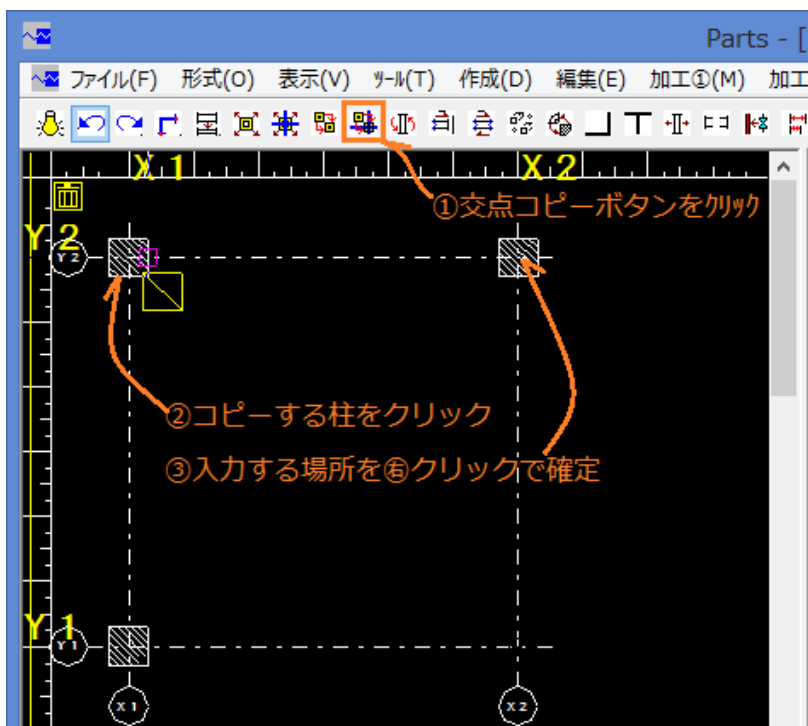 Parts - [
ファイル(F) 形式(O) 表示(V) ツール(T) 作成(D) 編集(E) 加工①(M) 加工
X 1 X 2
①交点コピーボタンをクリック
Y 2
Y 2
②コピーする柱をクリック
③入力する場所を㊨クリックで確定
Y 1
Y 1
X 1 X 2